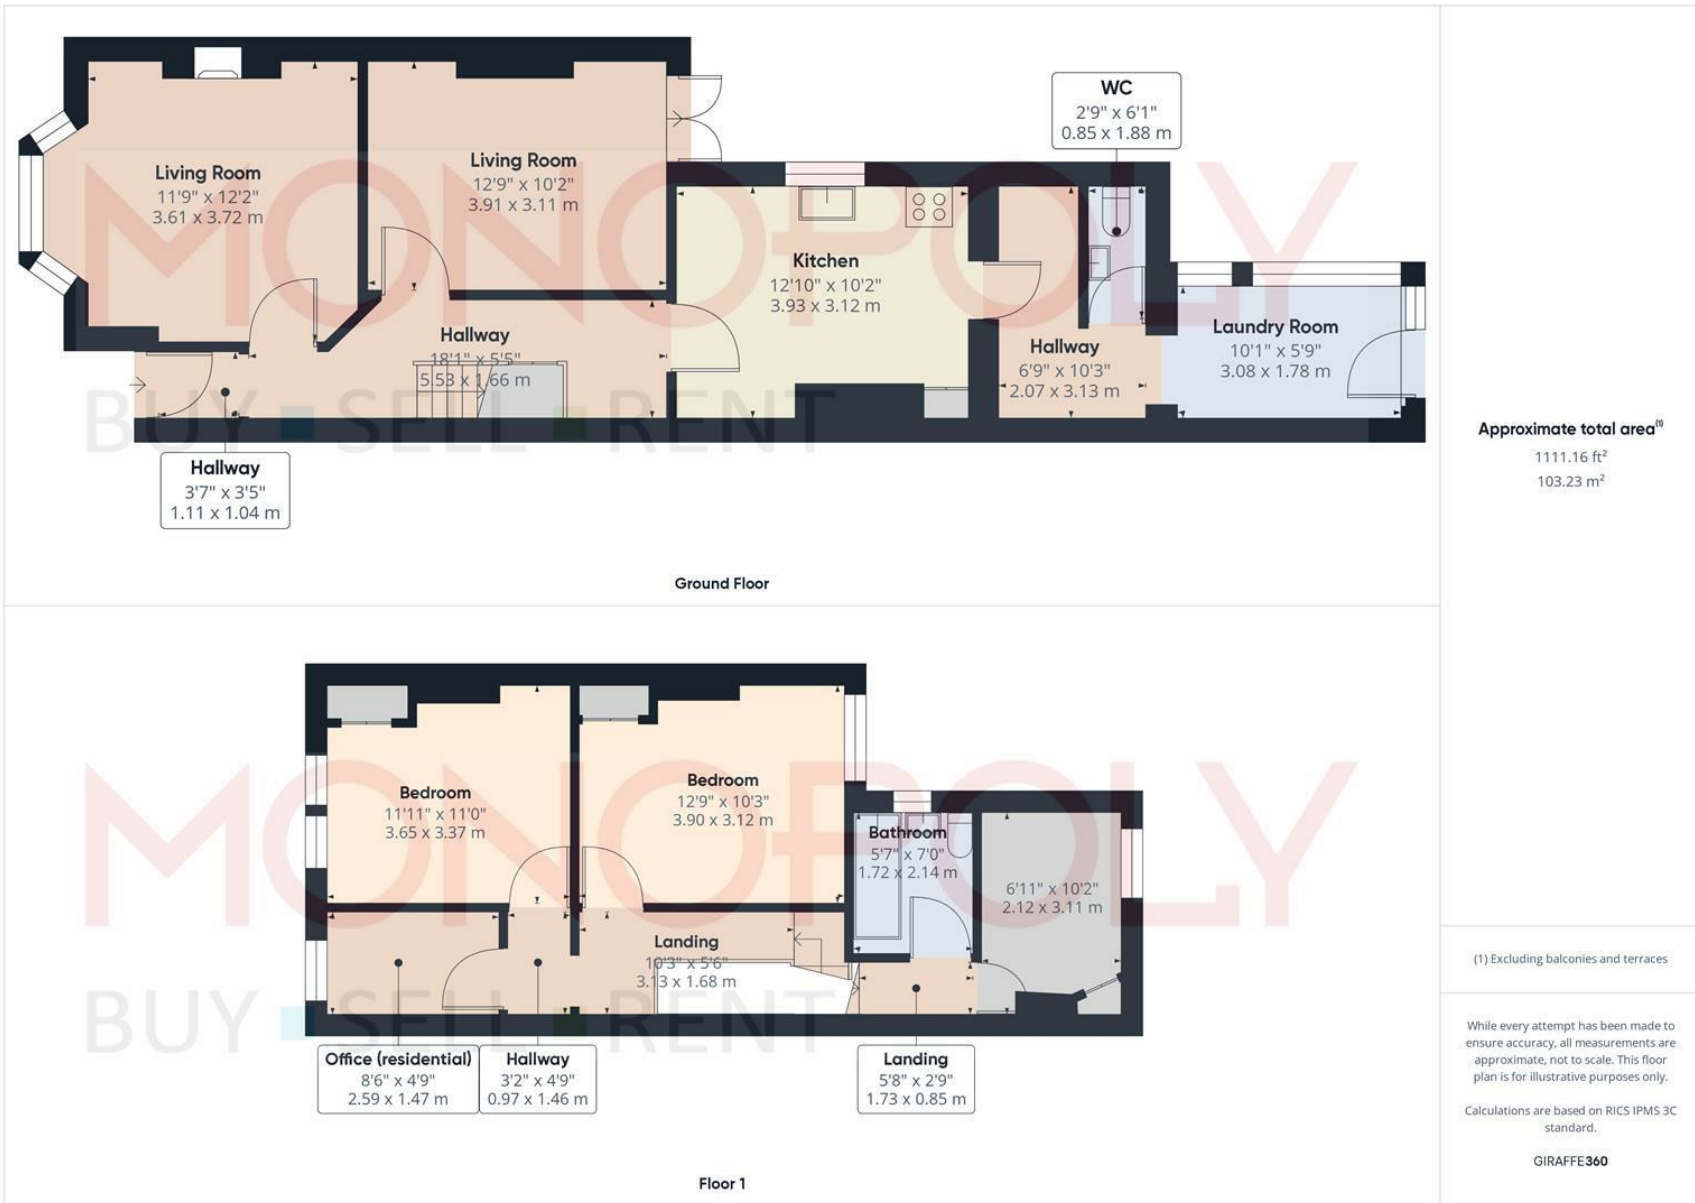 Living Room
11'9" x 12'2"
3.61 x 3.72 m
Living Room
12'9" x 10'2"
3.91 x 3.11 m
WC
2'9" x 6'1"
0.85 x 1.88 m
Kitchen
12'10" x 10'2"
3.93 x 3.12 m
Hallway
18'1" x 5'5"
5.53 x 1.66 m
Hallway
6'9" x 10'3"
2.07 x 3.13 m
Laundry Room
10'1" x 5'9"
3.08 x 1.78 m
Hallway
3'7" x 3'5"
1.11 x 1.04 m
MONOPOLY
BUY SELL RENT
Ground Floor
Approximate total area(1)
1111.16 ft²
103.23 m²
Bedroom
11'11" x 11'0"
3.65 x 3.37 m
Bedroom
12'9" x 10'3"
3.90 x 3.12 m
Bathroom
5'7" x 7'0"
1.72 x 2.14 m
6'11" x 10'2"
2.12 x 3.11 m
Landing
10'3" x 5'6"
3.13 x 1.68 m
Office (residential)
8'6" x 4'9"
2.59 x 1.47 m
Hallway
3'2" x 4'9"
0.97 x 1.46 m
Landing
5'8" x 2'9"
1.73 x 0.85 m
MONOPOLY
BUY SELL RENT
Floor 1
(1) Excluding balconies and terraces
While every attempt has been made to
ensure accuracy, all measurements are
approximate, not to scale. This floor
plan is for illustrative purposes only.
Calculations are based on RICS IPMS 3C
standard.
GIRAFFE360